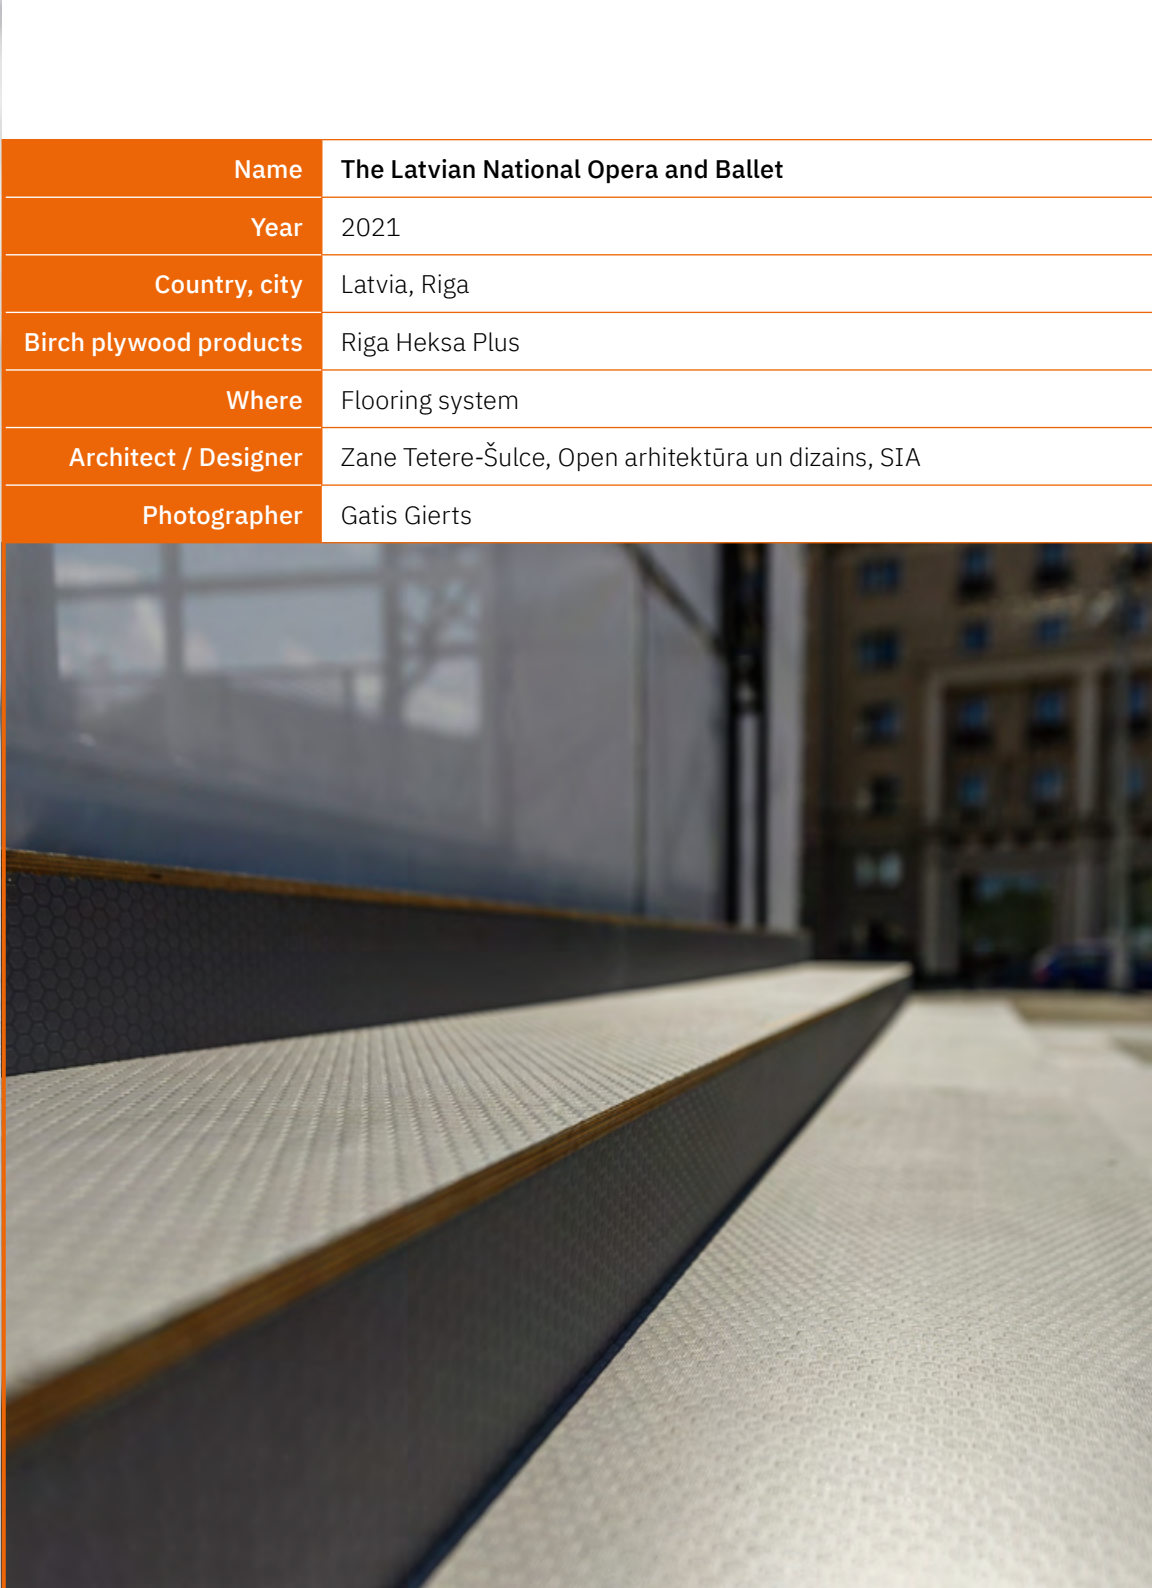 Name The Latvian National Opera and Ballet
Year 2021
Country, city Latvia, Riga
Birch plywood products Riga Heksa Plus
Where Flooring system
Architect / Designer Zane Tetere-Šulce, Open arhitektūra un dizains, SIA
Photographer Gatis Gierts